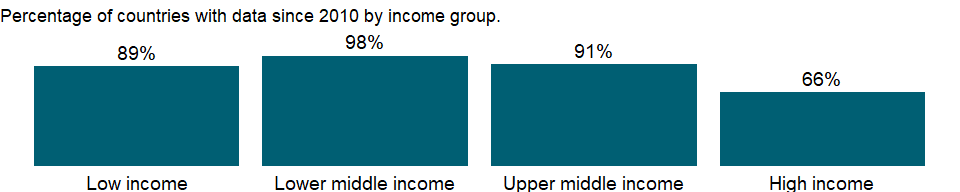 Percentage of countries with data since 2010 by income group.
89%
98%
91%
66%
Low income
Lower middle income
Upper middle income
High income